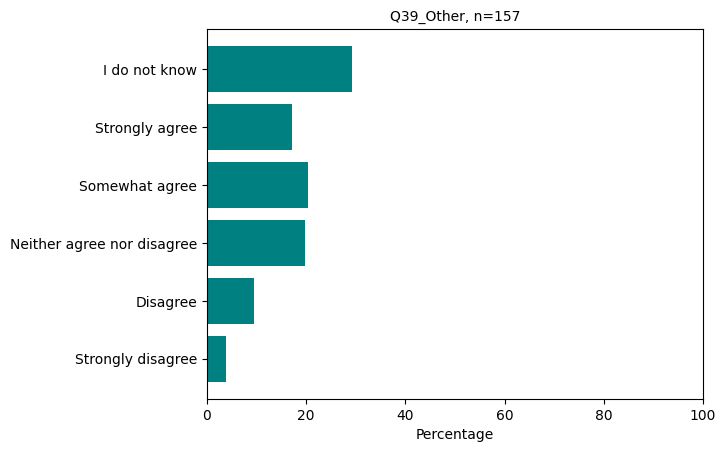 Q39_Other, n=157
I do not know
Strongly agree
Somewhat agree
Neither agree nor disagree
Disagree
Strongly disagree
0 20 40 60 80 100
Percentage